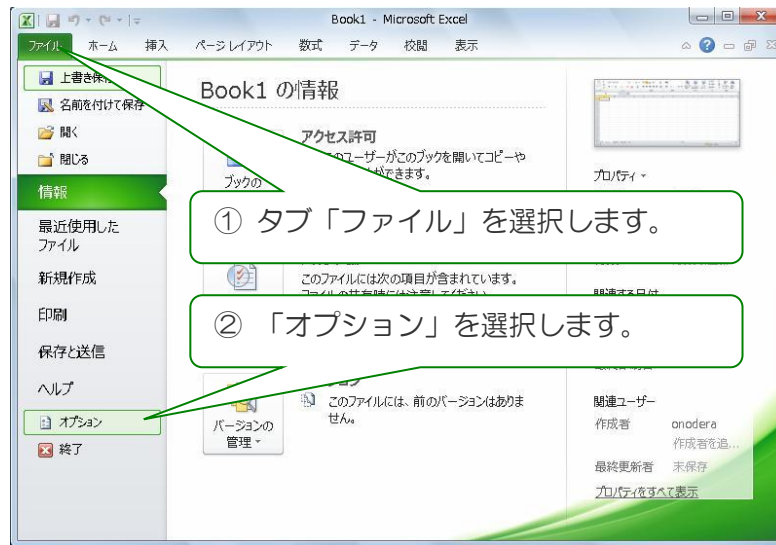 Book1 - Microsoft Excel
ファイル ホーム 挿入 ページ レイアウト 数式 データ 校閲 表示
上書き保
名前を付けて保存
開く
閉じる
情報
最近使用した
ファイル
新規作成
印刷
保存と送信
ヘルプ
オプション
終了
Book1 の情報
アクセス許可
のユーザーがこのブックを開いてコピーや
できます。
ブックの
① タブ「ファイル」を選択します。
このファイルには次の項目が含まれています。
② 「オプション」を選択します。
バージョンの
管理
このファイルには、前のバージョンはありま
せん。
プロパティ
関連ユーザー
作成者 onodera
作成者を追...
最終更新者 未保存
プロパティをすべて表示